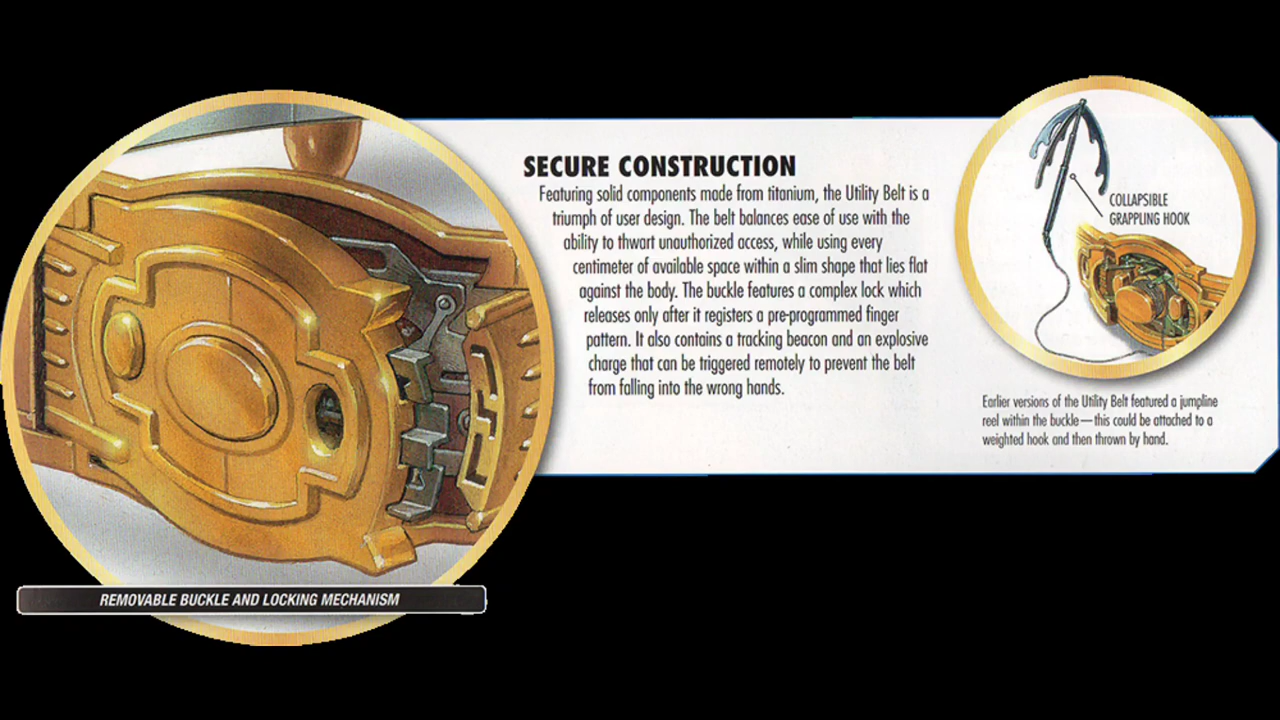 SECURE CONSTRUCTION
Featuring solid components made from titanium, the Utility Belt is a
triumph of user design. The belt balances ease of use with the
ability to thwart unauthorized access, while using every
centimeter of available space within a slim shape that lies flat
against the body. The buckle features a complex lock which
releases only after it registers a pre-programmed finger
pattern. It also contains a tracking beacon and an explosive
charge that can be triggered remotely to prevent the belt
from falling into the wrong hands.
COLLAPSIBLE
GRAPPLING HOOK
Earlier versions of the Utility Belt featured a jumpline
reel within the buckle—this could be attached to a
weighted hook and then thrown by hand.
REMOVABLE BUCKLE AND LOCKING MECHANISM